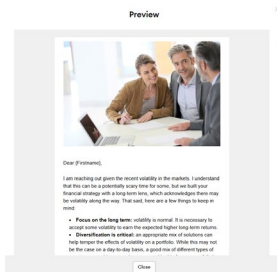 Preview
Dear {Firstname},
I am reaching out given the recent volatility in the markets. I understand
that this can be a potentially scary time for some, but we built your
financial strategy with a long term lens, which acknowledges there may
be volatility along the way. That said, here are a few things to keep in
mind:
• Focus on the long term: volatility is normal. It is necessary to
accept some volatility to earn the expected higher long-term returns.
• Diversification is critical: an appropriate mix of solutions can
help temper the effects of volatility on a portfolio. While this may not
be the case on a day-to-day basis, a good mix of different types of
Close